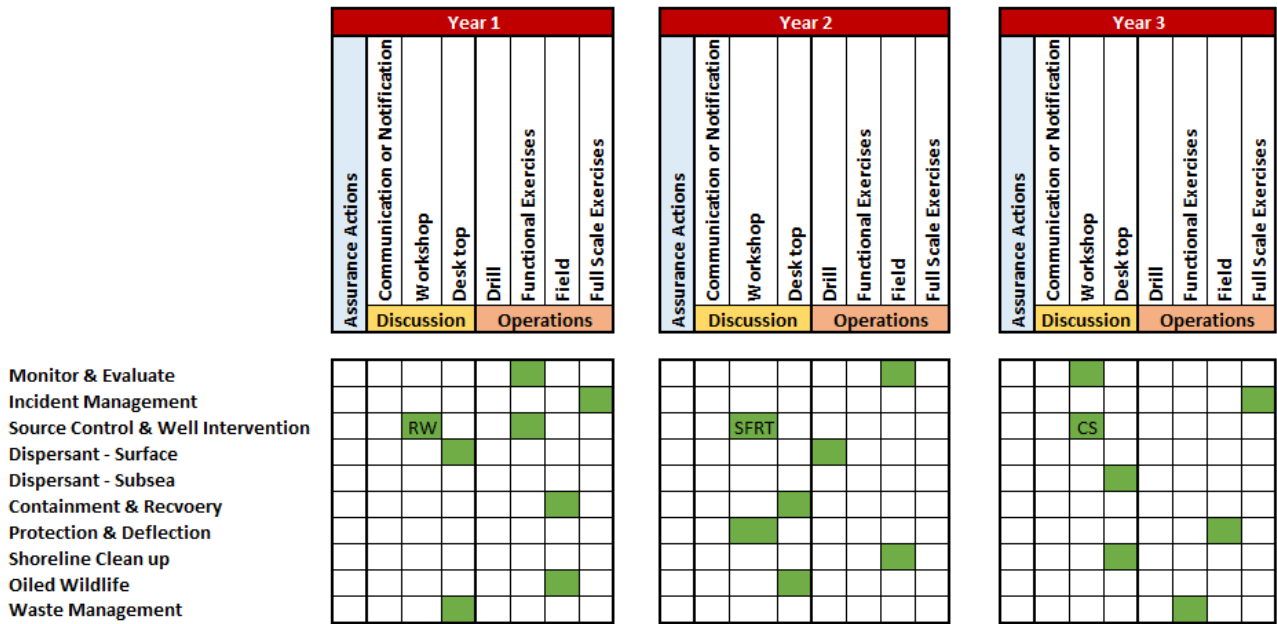 Year 1
Year 2
Year 3
Assurance Actions
Communication or Notification
Workshop
Desk top
Drill
Functional Exercises
Field
Full Scale Exercises
Assurance Actions
Communication or Notification
Workshop
Desk top
Drill
Functional Exercises
Field
Full Scale Exercises
Assurance Actions
Communication or Notification
Workshop
Desk top
Drill
Functional Exercises
Field
Full Scale Exercises
Discussion
Operations
Discussion
Operations
Discussion
Operations
Monitor & Evaluate
Incident Management
Source Control & Well Intervention
RW
SFRT
CS
Dispersant - Surface
Dispersant - Subsea
Containment & Recvoery
Protection & Deflection
Shoreline Clean up
Oiled Wildlife
Waste Management